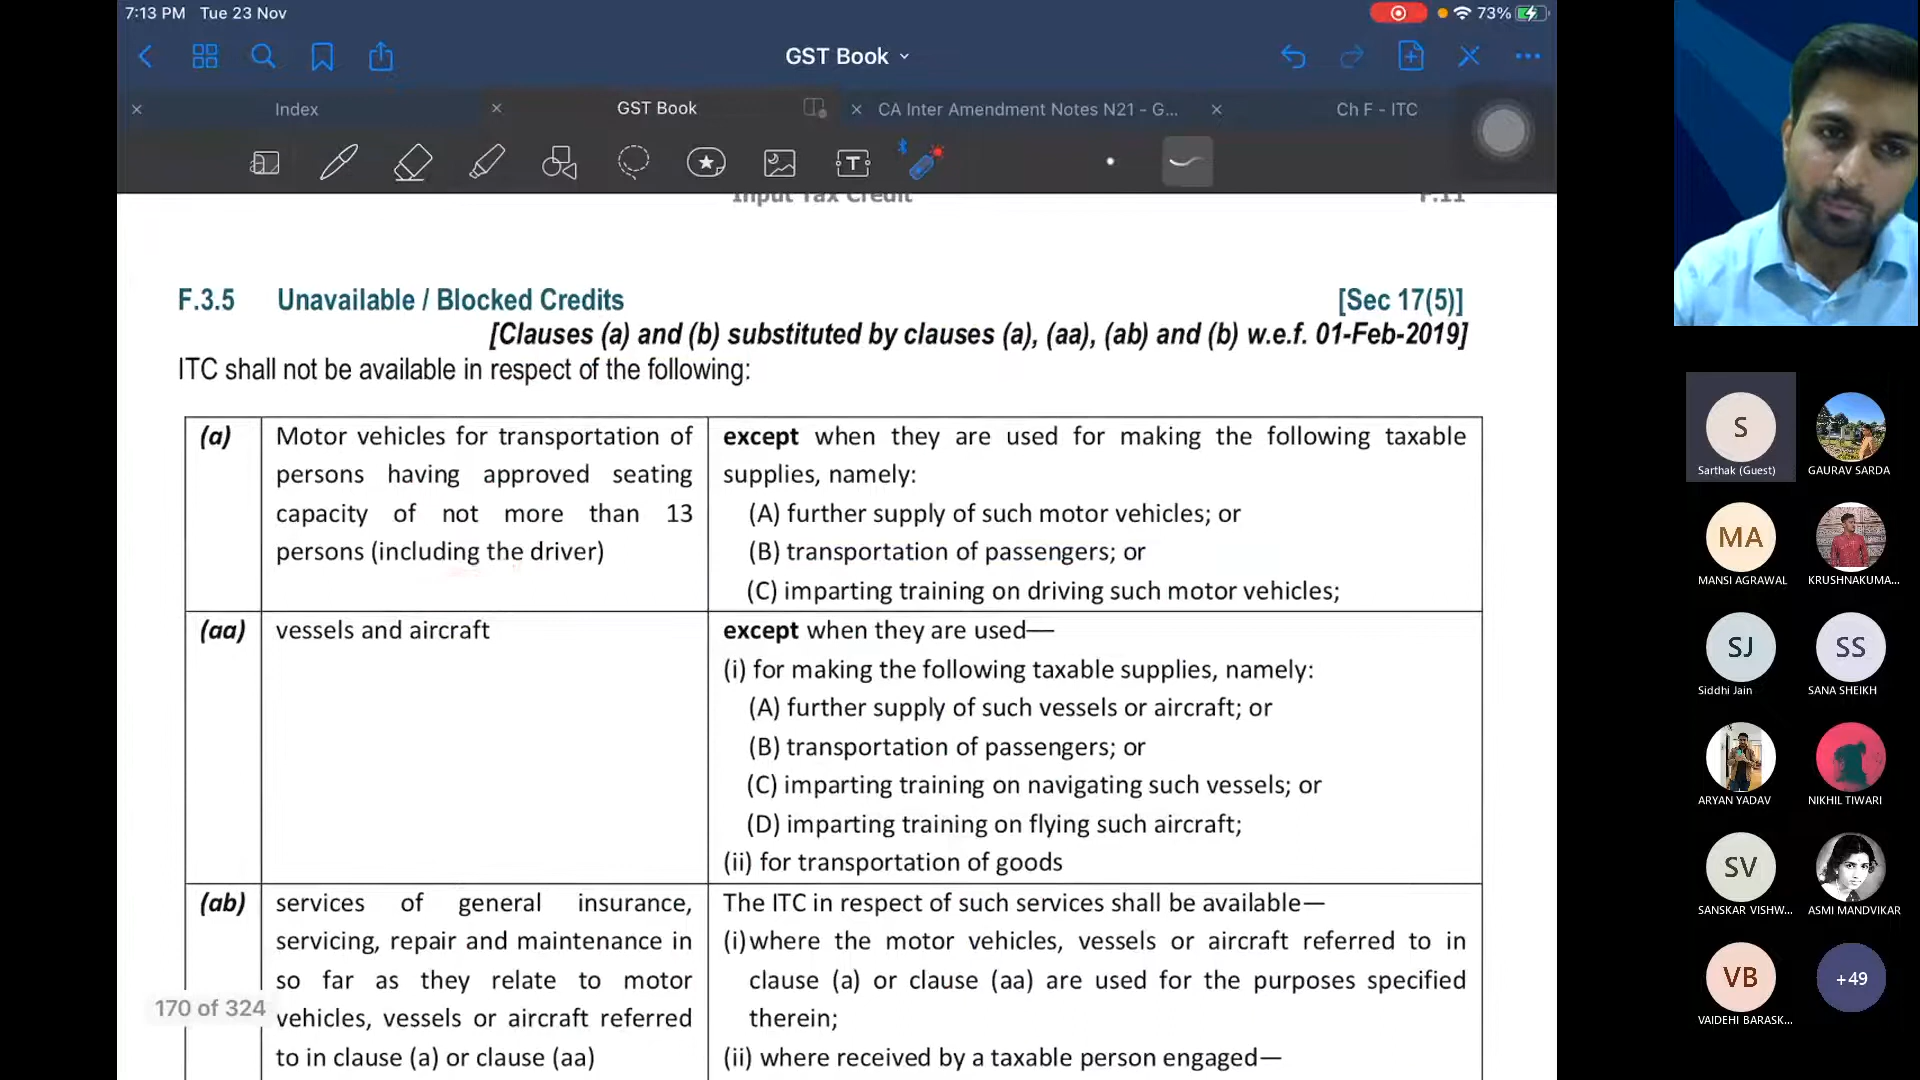 7:13 PM Tue 23 Nov
73%
GST Book
Index
GST Book
CA Inter Amendment Notes N21 - G...
Ch F - ITC
T
Input Tax Credit F.11
F.3.5 Unavailable / Blocked Credits [Sec 17(5)]
[Clauses (a) and (b) substituted by clauses (a), (aa), (ab) and (b) w.e.f. 01-Feb-2019]
ITC shall not be available in respect of the following:
(a) Motor vehicles for transportation of
persons having approved seating
capacity of not more than 13
persons (including the driver)
except when they are used for making the following taxable
supplies, namely:
(A) further supply of such motor vehicles; or
(B) transportation of passengers; or
(C) imparting training on driving such motor vehicles;
(aa) vessels and aircraft
except when they are used—
(i) for making the following taxable supplies, namely:
(A) further supply of such vessels or aircraft; or
(B) transportation of passengers; or
(C) imparting training on navigating such vessels; or
(D) imparting training on flying such aircraft;
(ii) for transportation of goods
(ab) services of general insurance,
servicing, repair and maintenance in
so far as they relate to motor
vehicles, vessels or aircraft referred
to in clause (a) or clause (aa)
The ITC in respect of such services shall be available—
(i) where the motor vehicles, vessels or aircraft referred to in
clause (a) or clause (aa) are used for the purposes specified
therein;
(ii) where received by a taxable person engaged—
170 of 324
S
Sarthak (Guest)
GAURAV SARDA
MA
MANSI AGRAWAL
KRUSHNAKUMA...
SJ
Siddhi Jain
SS
SANA SHEIKH
ARYAN YADAV
NIKHIL TIWARI
SV
SANSKAR VISHW...
ASMI MANDVIKAR
VB
VAIDEHI BARASK...
+49